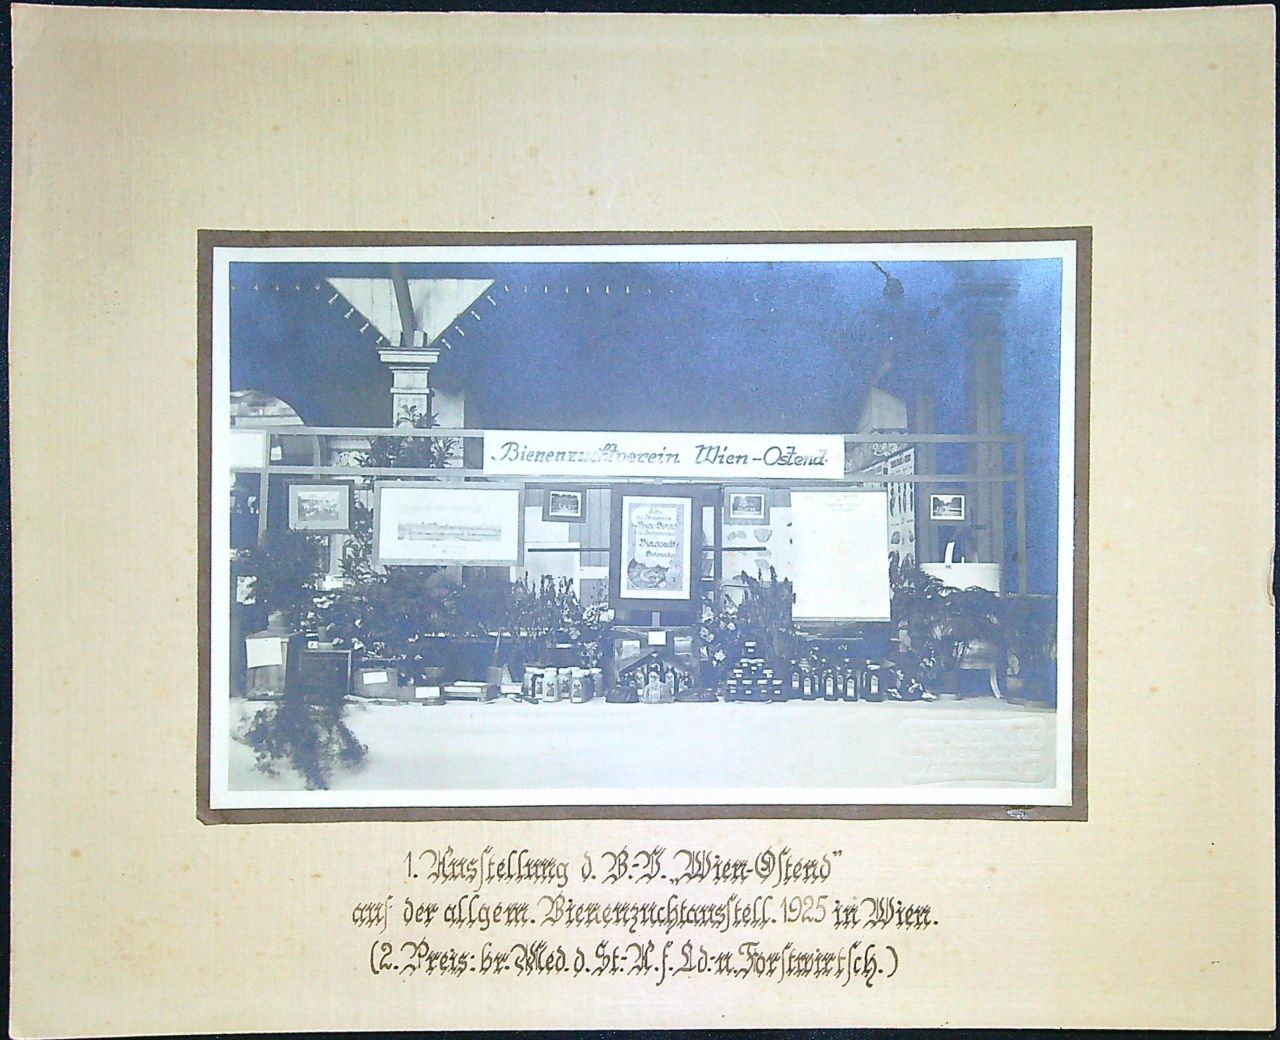 Bienenzuchtverein Wien-Ostend
1. Ausstellung d. B.-V. „Wien-Ostend"
auf der allgem. Bienenzuchtausstell. 1925 in Wien.
(2. Preis: br. Med. d. St.-A. f. Ld.-u. Forstwirtsch.)